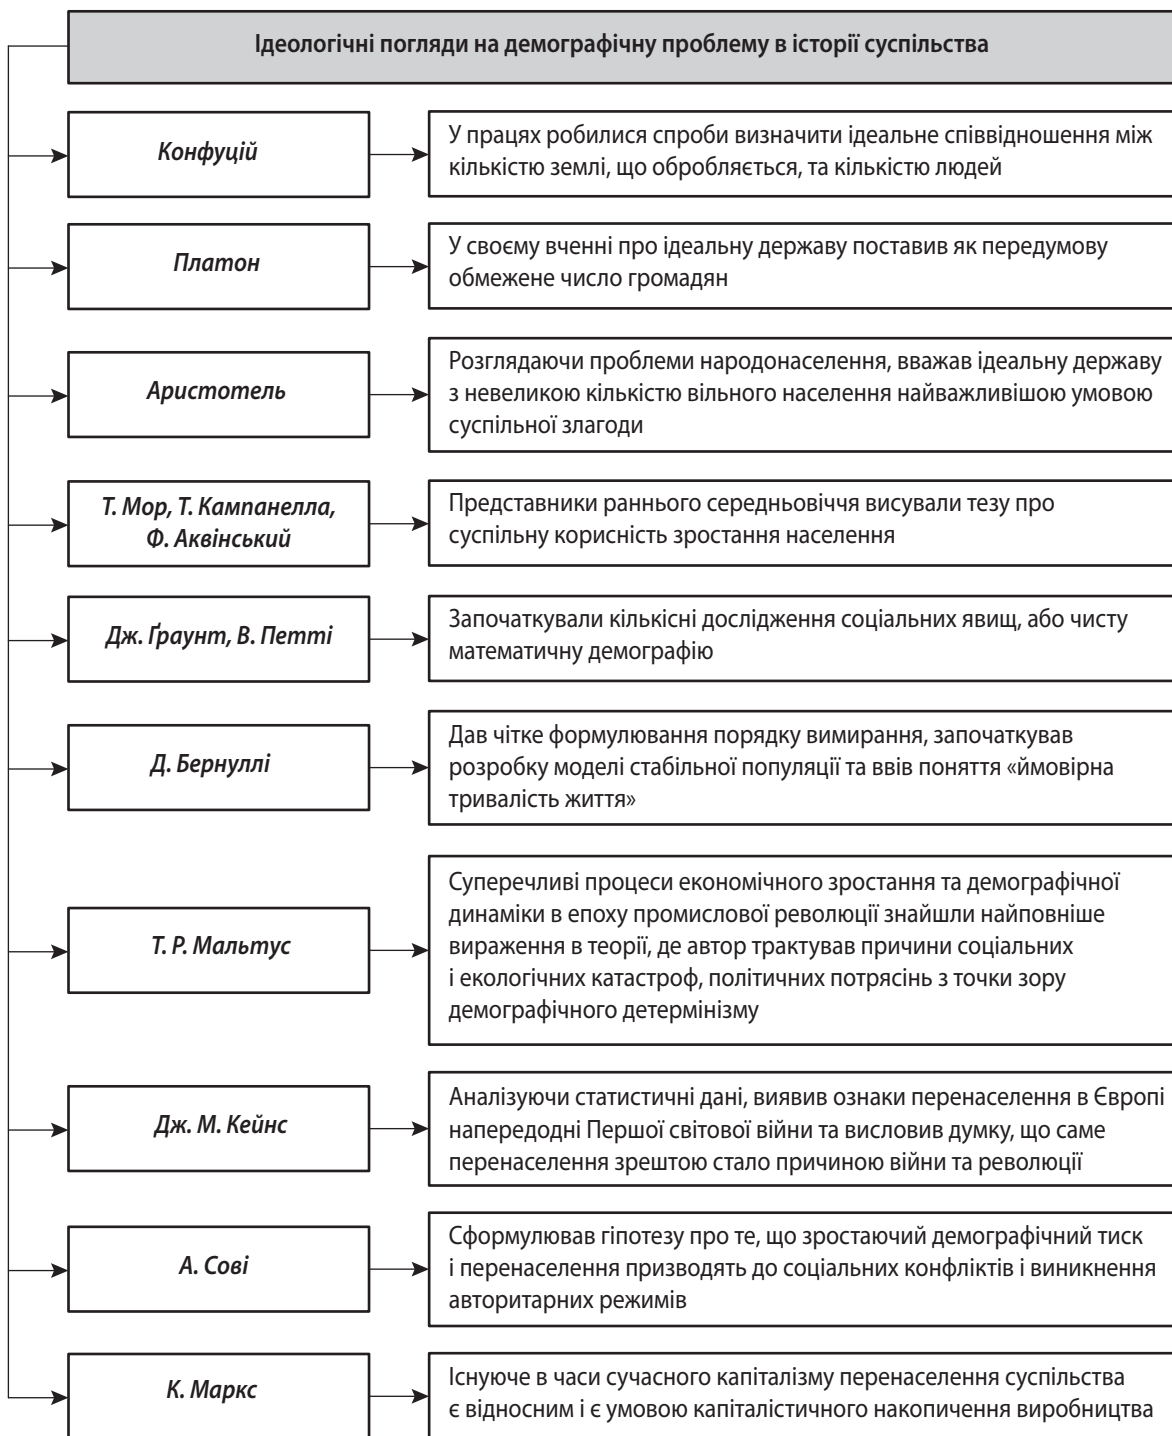 Ідеологічні погляди на демографічну проблему в історії суспільства
Конфуцій
У працях робилися спроби визначити ідеальне співвідношення між
кількістю землі, що обробляється, та кількістю людей
Платон
У своєму вченні про ідеальну державу поставив як передумову
обмежене число громадян
Аристотель
Розглядаючи проблеми народонаселення, вважав ідеальну державу
з невеликою кількістю вільного населення найважливішою умовою
суспільної злагоди
Т. Мор, Т. Кампанелла,
Ф. Аквінський
Представники раннього середньовіччя висували тезу про
суспільну корисність зростання населення
Дж. Ґраунт, В. Петті
Започаткували кількісні дослідження соціальних явищ, або чисту
математичну демографію
Д. Бернуллі
Дав чітке формулювання порядку вимирання, започаткував
розробку моделі стабільної популяції та ввів поняття «ймовірна
тривалість життя»
Т. Р. Мальтус
Суперечливі процеси економічного зростання та демографічної
динаміки в епоху промислової революції знайшли найповніше
вираження в теорії, де автор трактував причини соціальних
і екологічних катастроф, політичних потрясінь з точки зору
демографічного детермінізму
Дж. М. Кейнс
Аналізуючи статистичні дані, виявив ознаки перенаселення в Європі
напередодні Першої світової війни та висловив думку, що саме
перенаселення зрештою стало причиною війни та революції
А. Сові
Сформулював гіпотезу про те, що зростаючий демографічний тиск
і перенаселення призводять до соціальних конфліктів і виникнення
авторитарних режимів
К. Маркс
Існуюче в часи сучасного капіталізму перенаселення суспільства
є відносним і є умовою капіталістичного накопичення виробництва